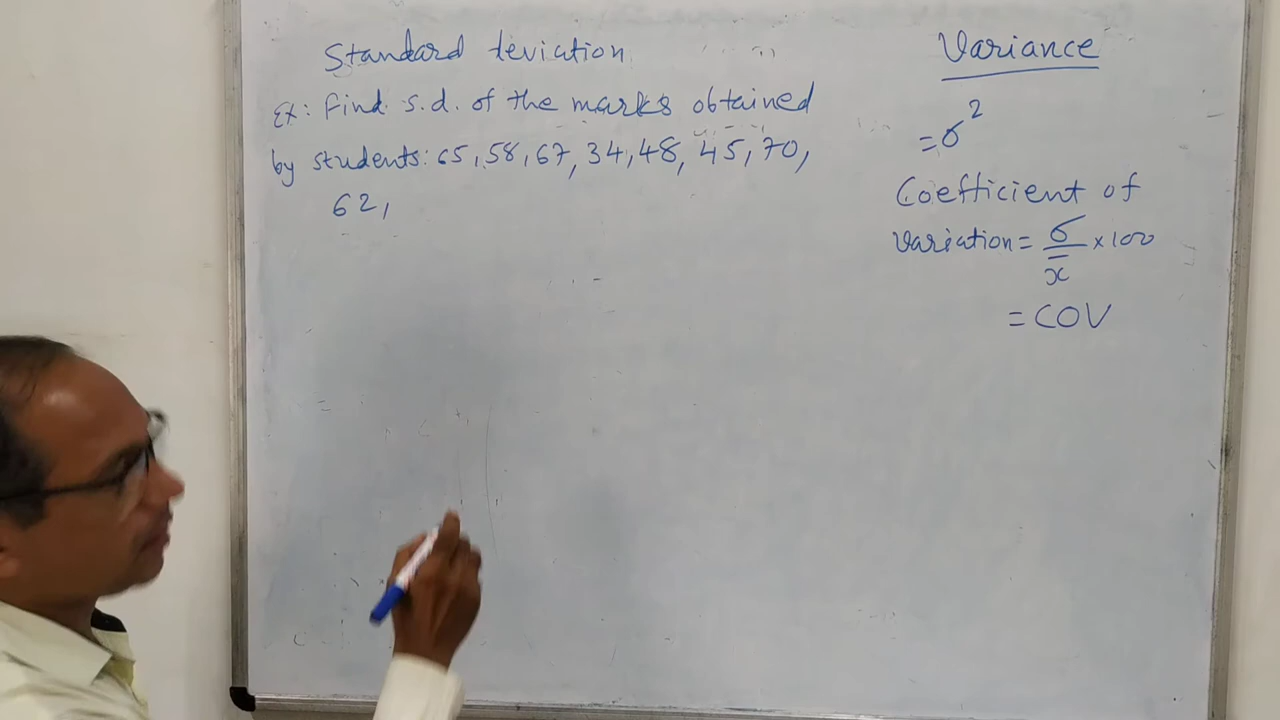 Standard deviation
Ex: Find s.d. of the marks obtained
by students: 65, 58, 67, 34, 48, 45, 70,
62,
Variance
= σ²
Coefficient of
Variation = σ/x̄ × 100
= COV